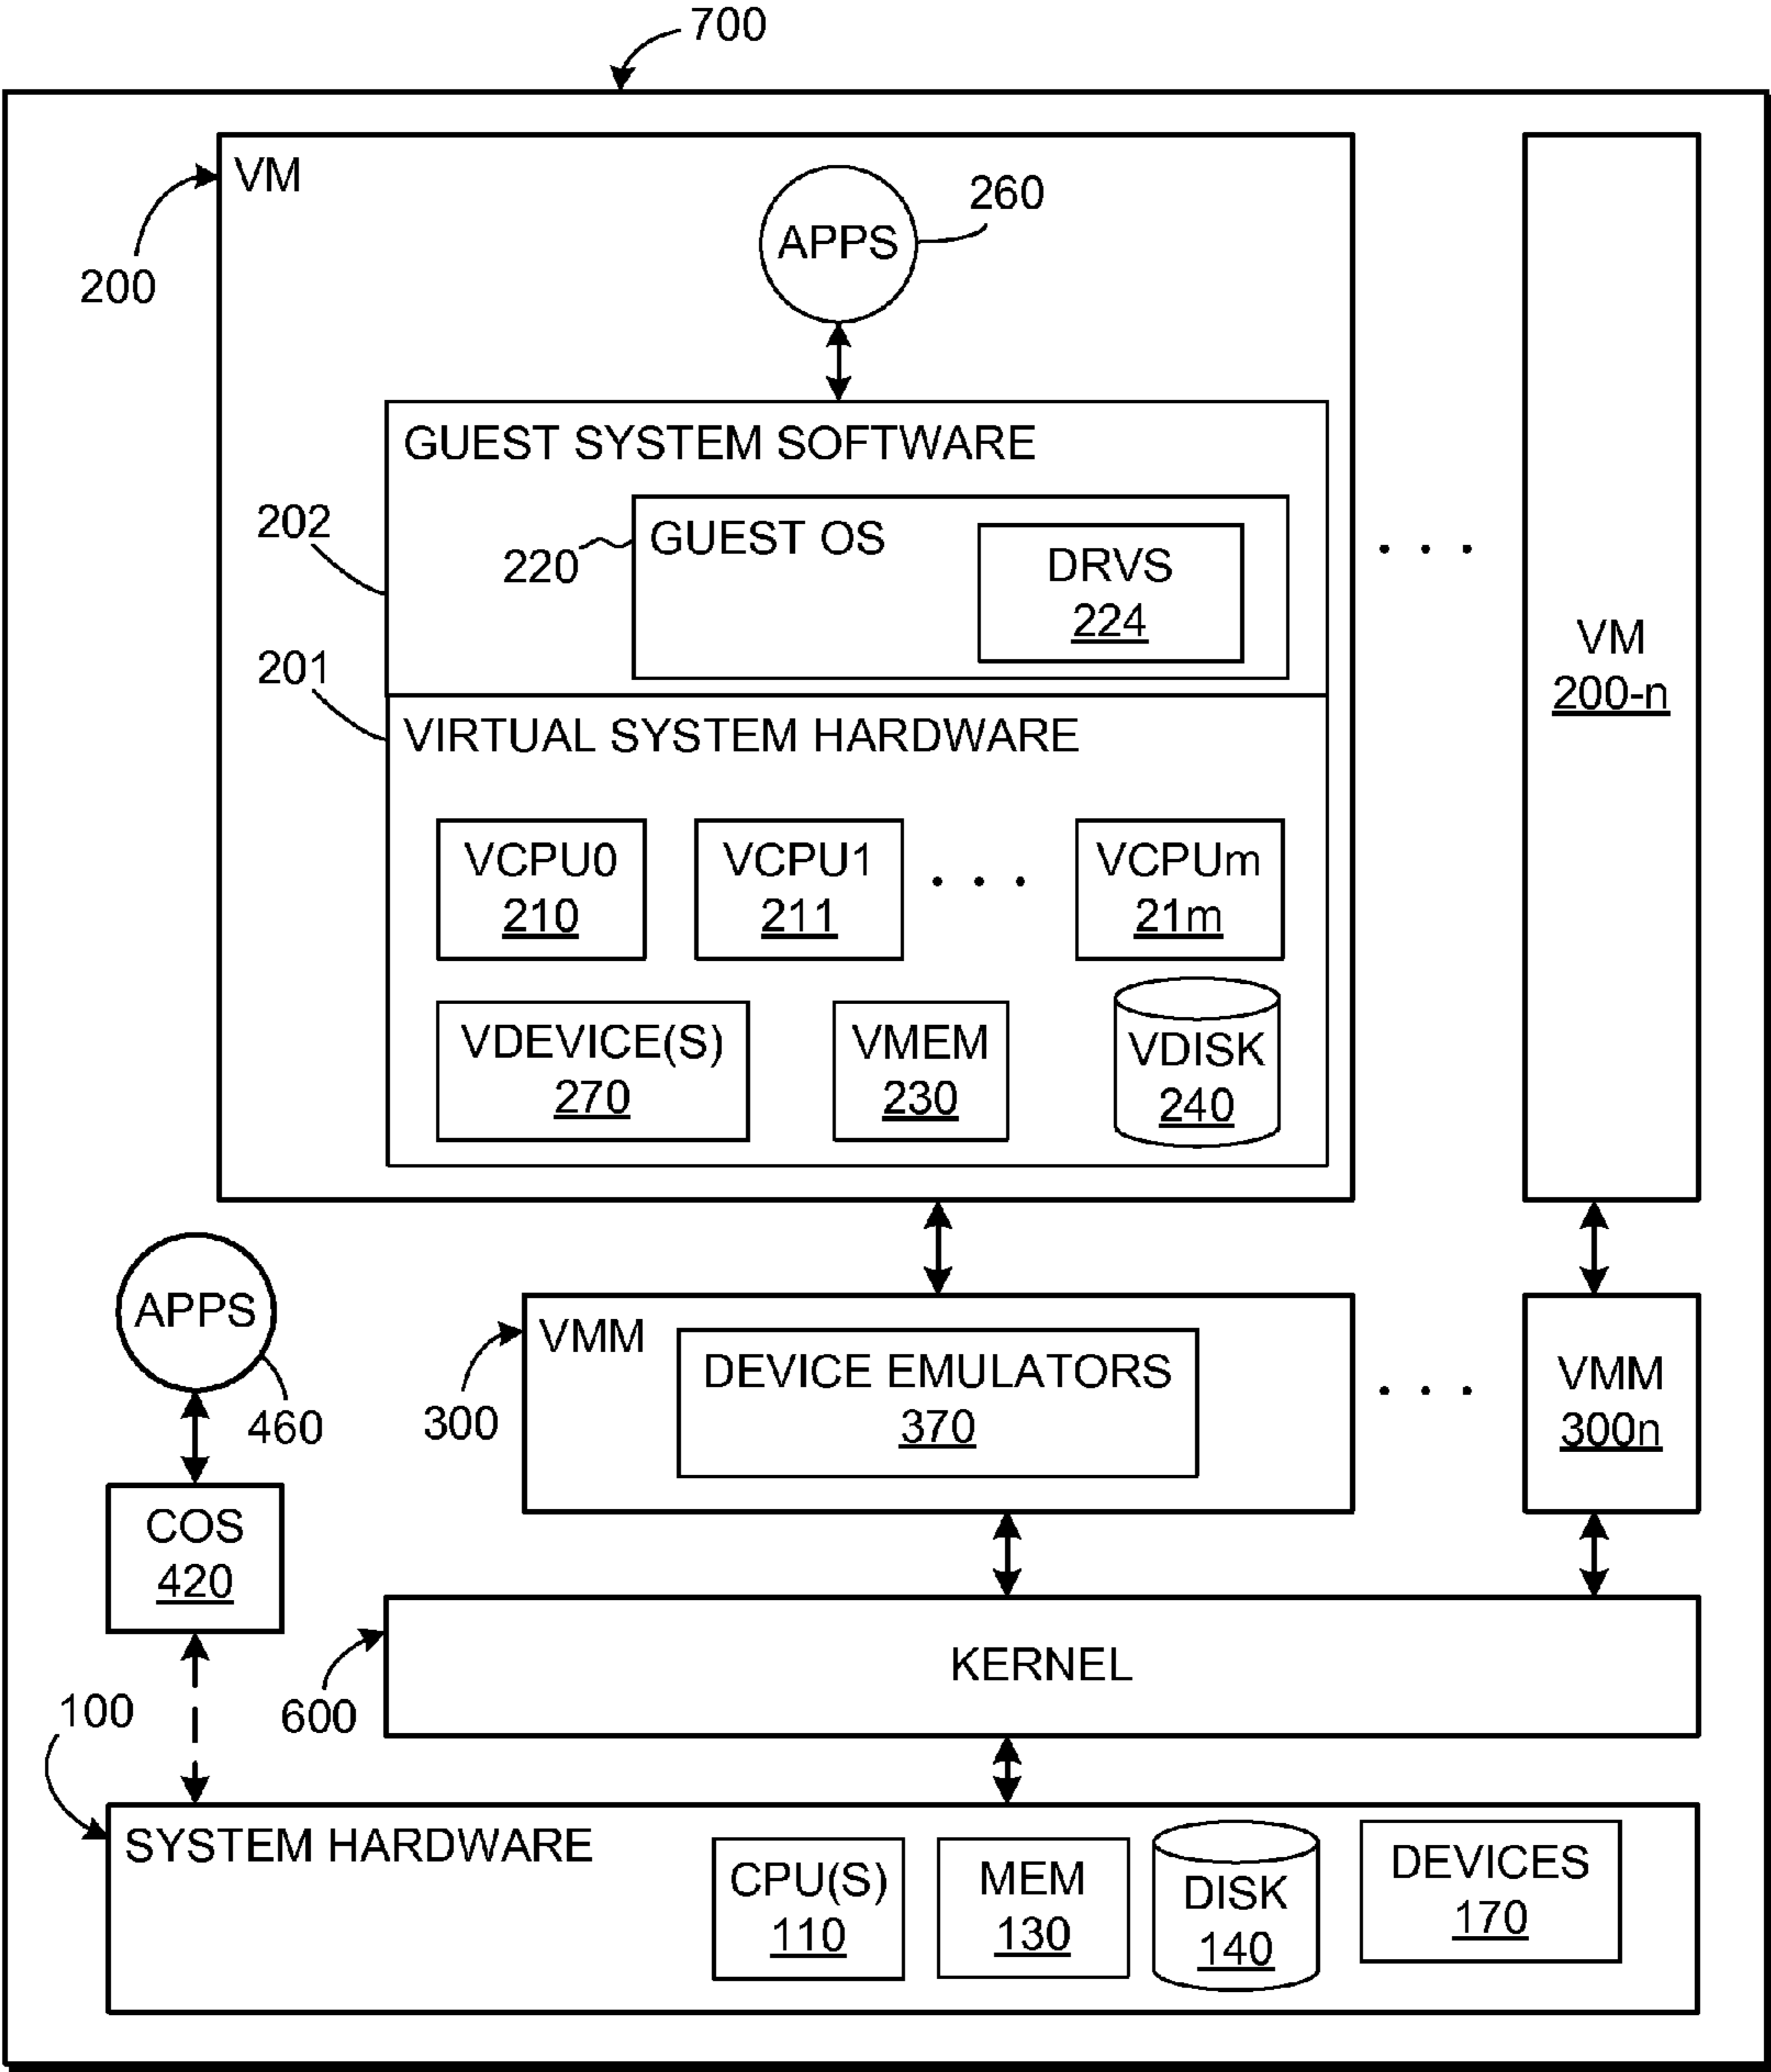 700
VM
200
APPS
260
GUEST SYSTEM SOFTWARE
202
220
GUEST OS
DRVS
224
201
VIRTUAL SYSTEM HARDWARE
VCPU0
210
VCPU1
211
. . .
VCPUm
21m
VDEVICE(S)
270
VMEM
230
VDISK
240
. . .
VM
200-n
APPS
460
COS
420
300
VMM
DEVICE EMULATORS
370
. . .
VMM
300n
600
KERNEL
100
SYSTEM HARDWARE
CPU(S)
110
MEM
130
DISK
140
DEVICES
170